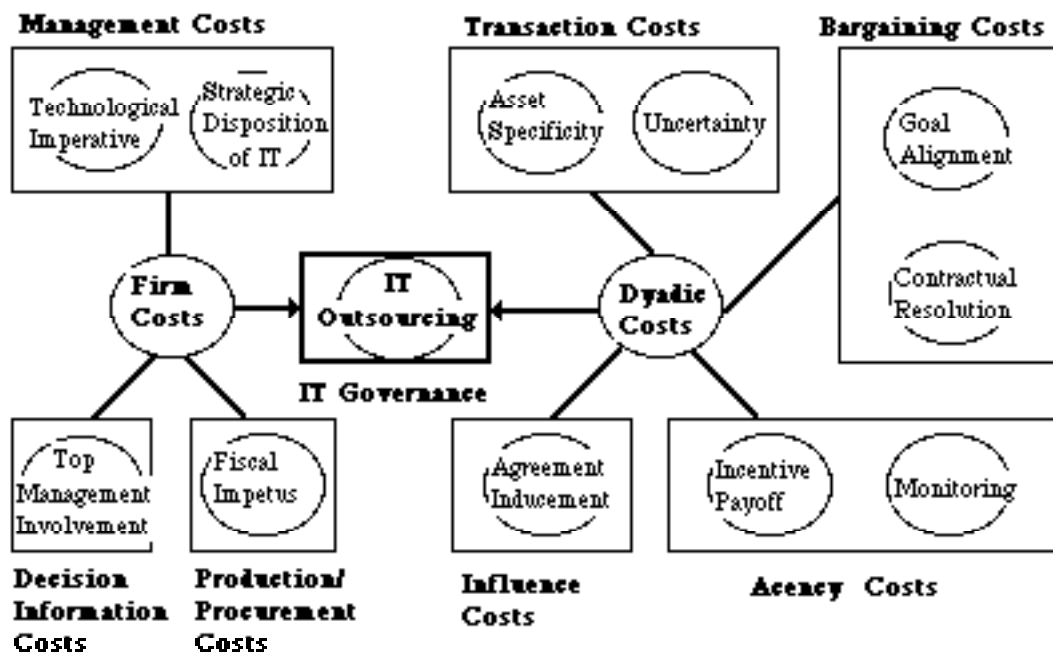 Management Costs
Technological
Imperative
Strategic
Disposition
of IT
Transaction Costs
Asset
Specificity
Uncertainty
Bargaining Costs
Goal
Alignment
Contractual
Resolution
Firm
Costs
IT
Outsourcing
IT Governance
Dyadic
Costs
Top
Management
Involvement
Decision
Information
Costs
Fiscal
Impetus
Production/
Procurement
Costs
Agreement
Inducement
Influence
Costs
Incentive
Payoff
Monitoring
Acency Costs